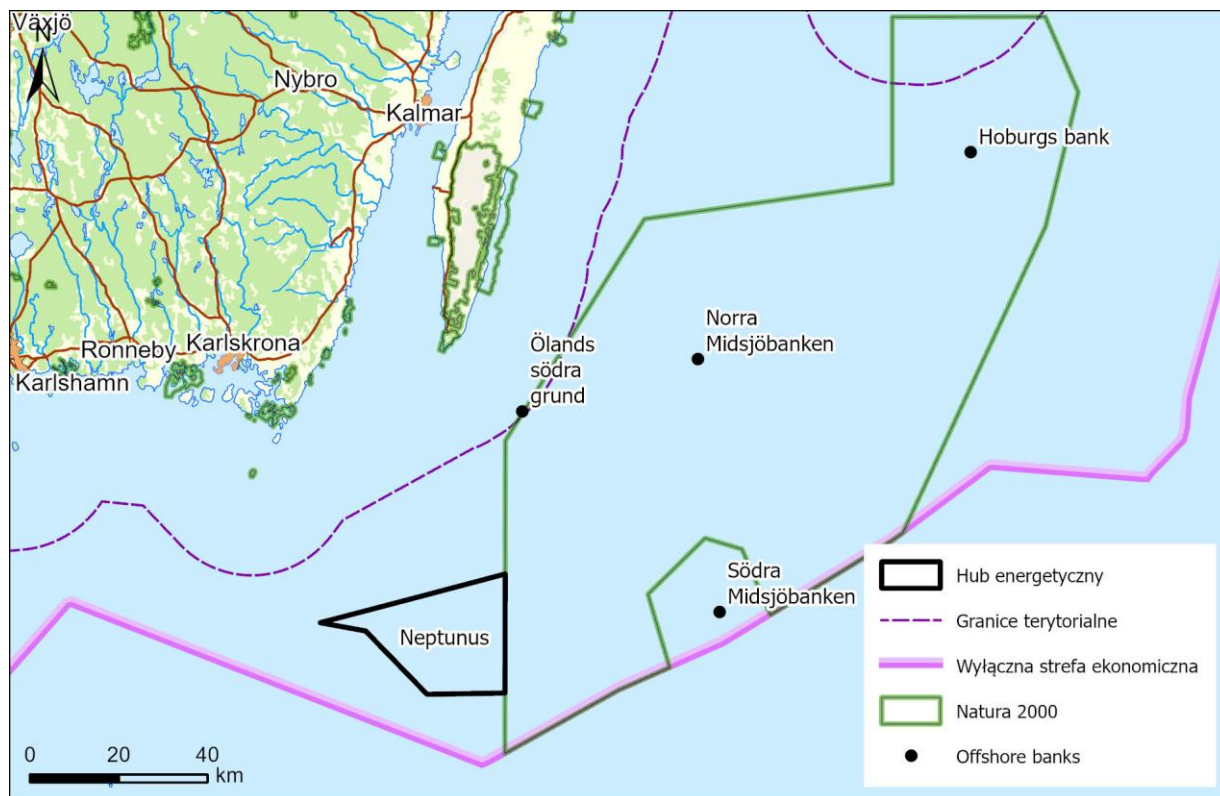 Växjö
N
Nybro
Kalmar
Hoburgs bank
Norra
Midsjöbanken
Ölands
södra
grund
Karlskrona
Ronneby
Karlshamn
Södra
Midsjöbanken
Neptunus
Hub energetyczny
Granice terytorialne
Wyłączna strefa ekonomiczna
Natura 2000
Offshore banks
0 20 40
km